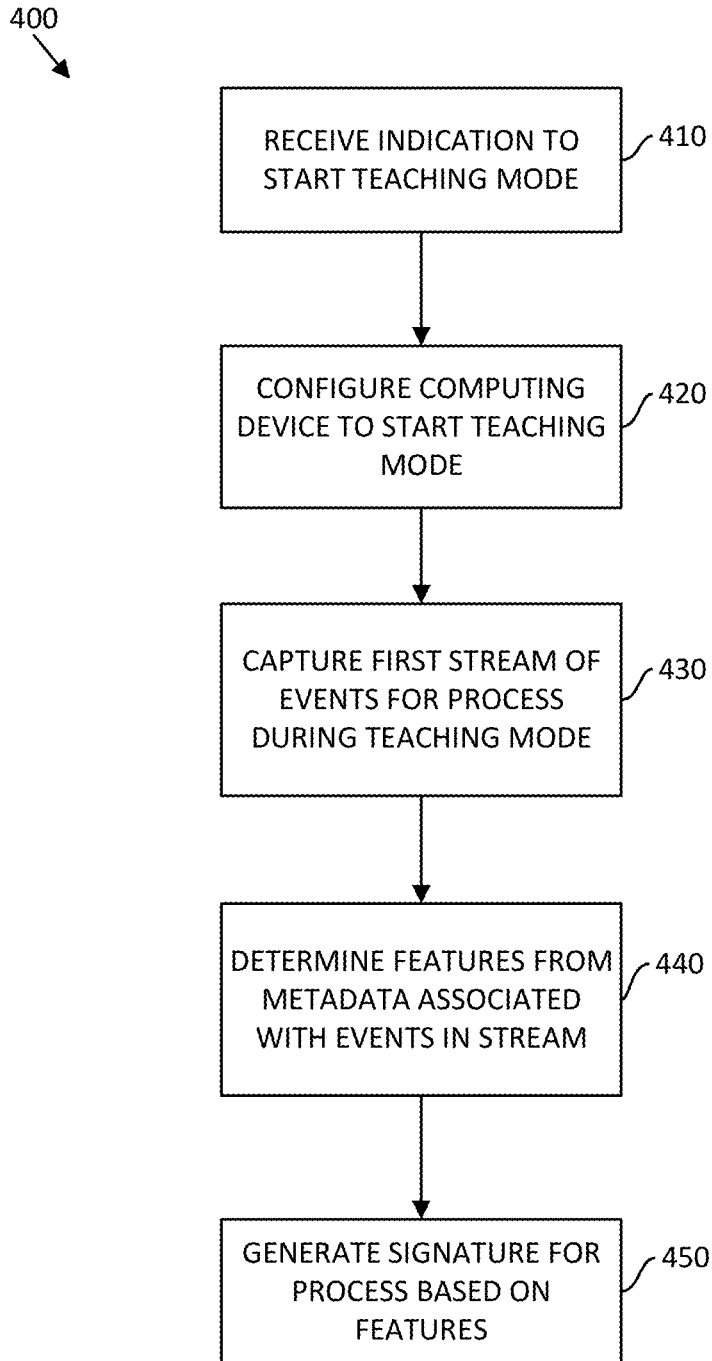 400
RECEIVE INDICATION TO
START TEACHING MODE
410
CONFIGURE COMPUTING
DEVICE TO START TEACHING
MODE
420
CAPTURE FIRST STREAM OF
EVENTS FOR PROCESS
DURING TEACHING MODE
430
DETERMINE FEATURES FROM
METADATA ASSOCIATED
WITH EVENTS IN STREAM
440
GENERATE SIGNATURE FOR
PROCESS BASED ON
FEATURES
450